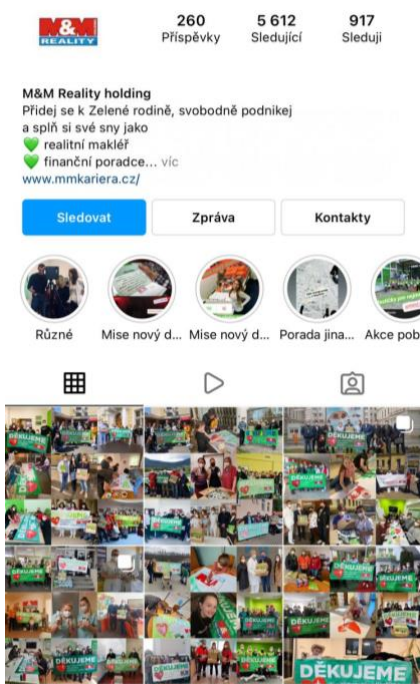 M&M
REALITY
260
Příspěvky
5 612
Sledující
917
Sleduji
M&M Reality holding
Přidej se k Zelené rodině, svobodně podnikej
a splň si své sny jako
💚 realitní makléř
💚 finanční poradce... víc
www.mmkariera.cz/
Sledovat
Zpráva
Kontakty
Různé
Mise nový d...
Mise nový d...
Porada jina...
Akce pob
DĚKUJEME
DĚKUJEME
DĚKUJEME
DĚKUJEME
DĚKUJEME